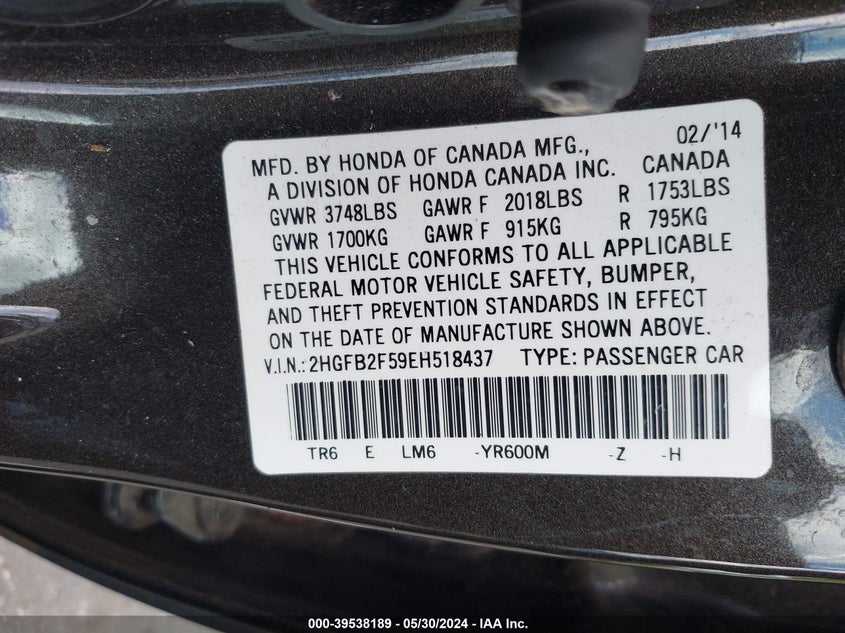 02/'14
MFD. BY HONDA OF CANADA MFG.,
A DIVISION OF HONDA CANADA INC. CANADA
GVWR 3748LBS GAWR F 2018LBS R 1753LBS
GVWR 1700KG GAWR F 915KG R 795KG
THIS VEHICLE CONFORMS TO ALL APPLICABLE
FEDERAL MOTOR VEHICLE SAFETY, BUMPER,
AND THEFT PREVENTION STANDARDS IN EFFECT
ON THE DATE OF MANUFACTURE SHOWN ABOVE.
V.I.N.: 2HGFB2F59EH518437 TYPE: PASSENGER CAR
TR6 E LM6 -YR600M -Z -H
000-39538189 - 05/30/2024 - IAA Inc.